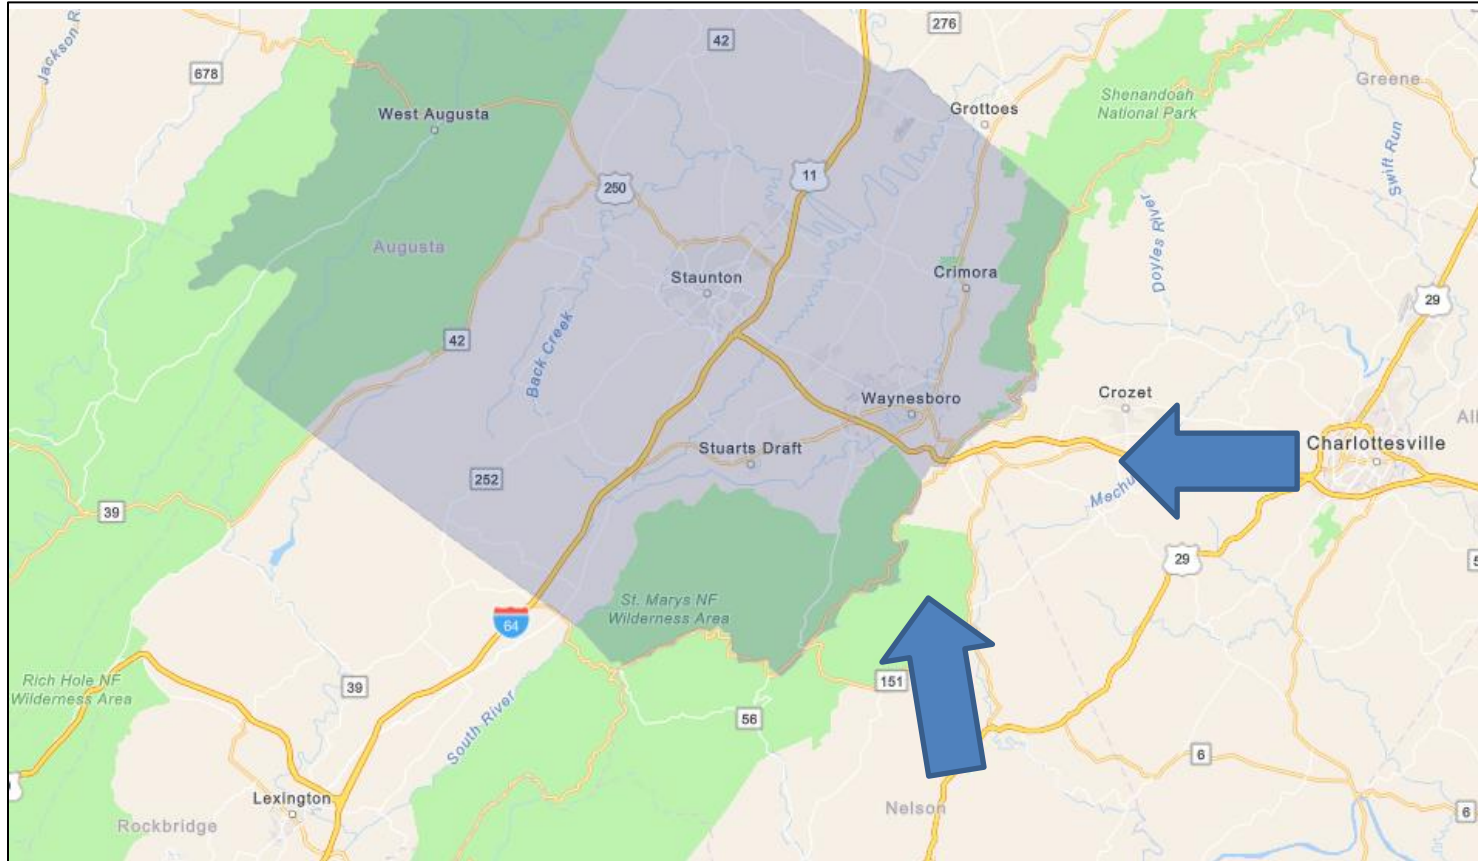 Jackson R
678
42
276
Greene
Shenandoah
National Park
Grottoes
West Augusta
Swift Run
11
250
Doyles River
Augusta
Staunton
Crimora
29
Back Creek
42
Crozet
Waynesboro
Charlottesville
Stuarts Draft
252
Mechu
39
29
5
St. Marys NF
Wilderness Area
64
Rich Hole NF
Wilderness Area
39
151
South River
56
6
Lexington
Nelson
6
Rockbridge